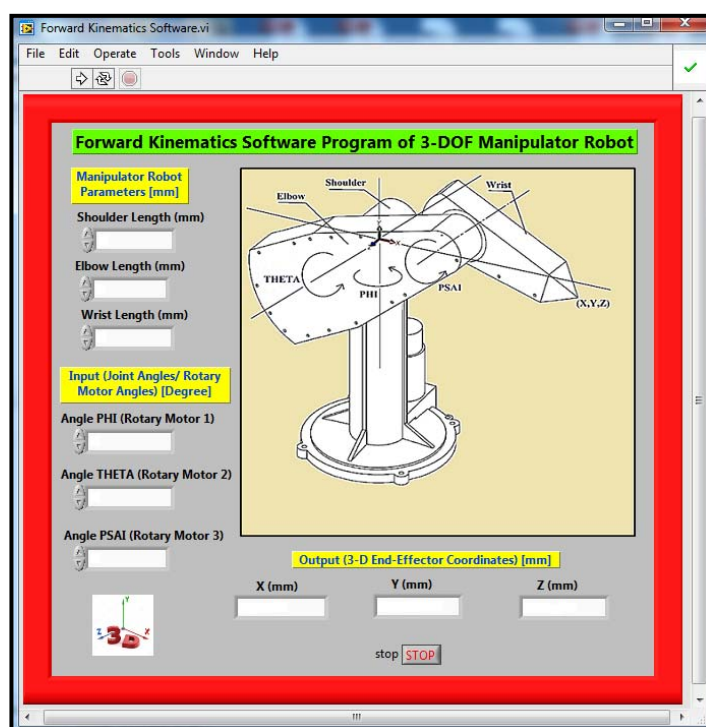 Forward Kinematics Software.vi
File Edit Operate Tools Window Help
Forward Kinematics Software Program of 3-DOF Manipulator Robot
Manipulator Robot
Parameters [mm]
Shoulder Length (mm)
Elbow Length (mm)
Wrist Length (mm)
Input (Joint Angles/ Rotary
Motor Angles) [Degree]
Angle PHI (Rotary Motor 1)
Angle THETA (Rotary Motor 2)
Angle PSAI (Rotary Motor 3)
Shoulder
Wrist
Elbow
Y
X
THETA
PHI
PSAI
(X,Y,Z)
Output (3-D End-Effector Coordinates) [mm]
X (mm) Y (mm) Z (mm)
Y
3D
Z X
stop STOP